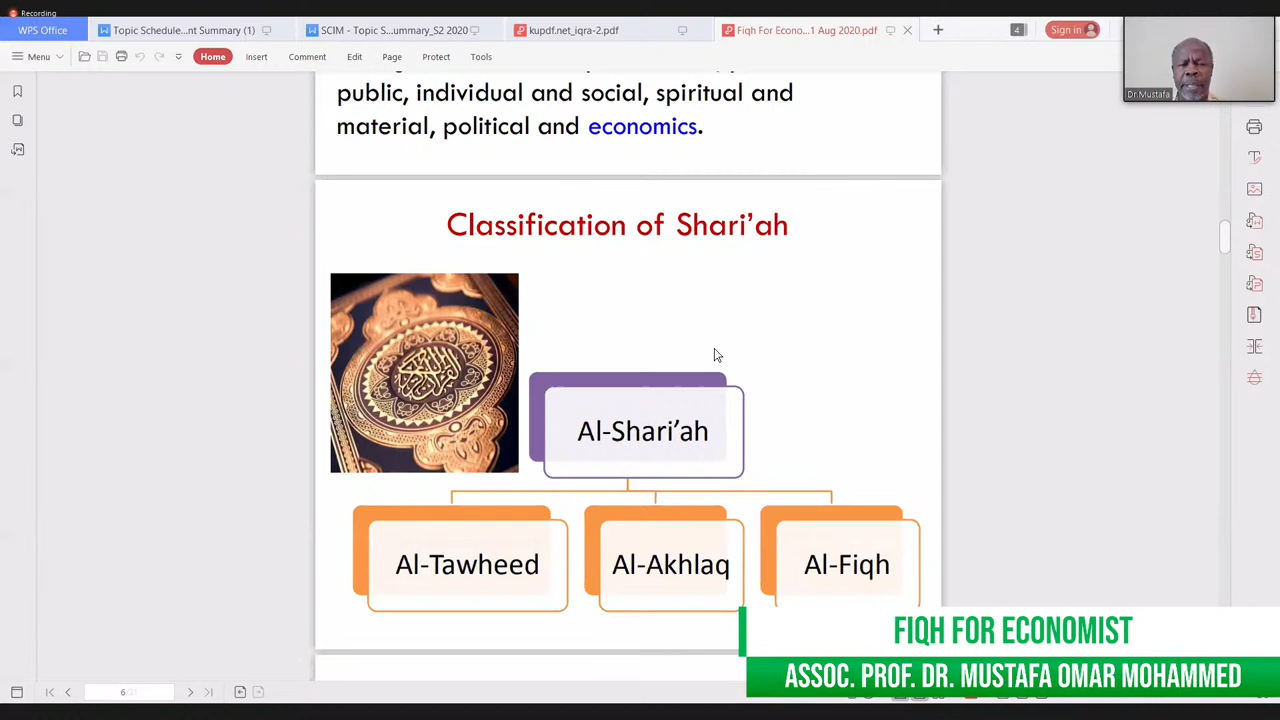 Recording
WPS Office
Topic Schedule...nt Summary (1)
SCIM - Topic S...ummary_S2 2020
kupdf.net_iqra-2.pdf
Fiqh For Econo...1 Aug 2020.pdf
4
Sign in
Menu
Home
Insert
Comment
Edit
Page
Protect
Tools
Dr.Mustafa
public, individual and social, spiritual and
material, political and economics.
Classification of Shari'ah
Al-Shari'ah
Al-Tawheed
Al-Akhlaq
Al-Fiqh
FIQH FOR ECONOMIST
ASSOC. PROF. DR. MUSTAFA OMAR MOHAMMED